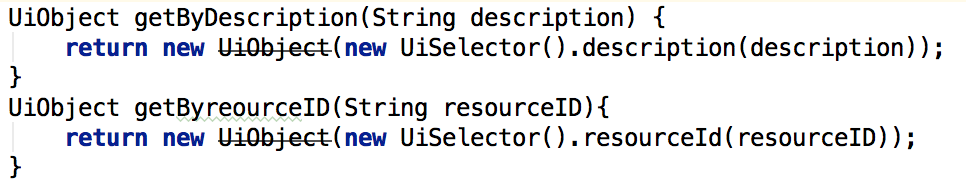 UiObject getByDescription(String description) {
    return new UiObject(new UiSelector().description(description));
}
UiObject getByreourceID(String resourceID){
    return new UiObject(new UiSelector().resourceId(resourceID));
}